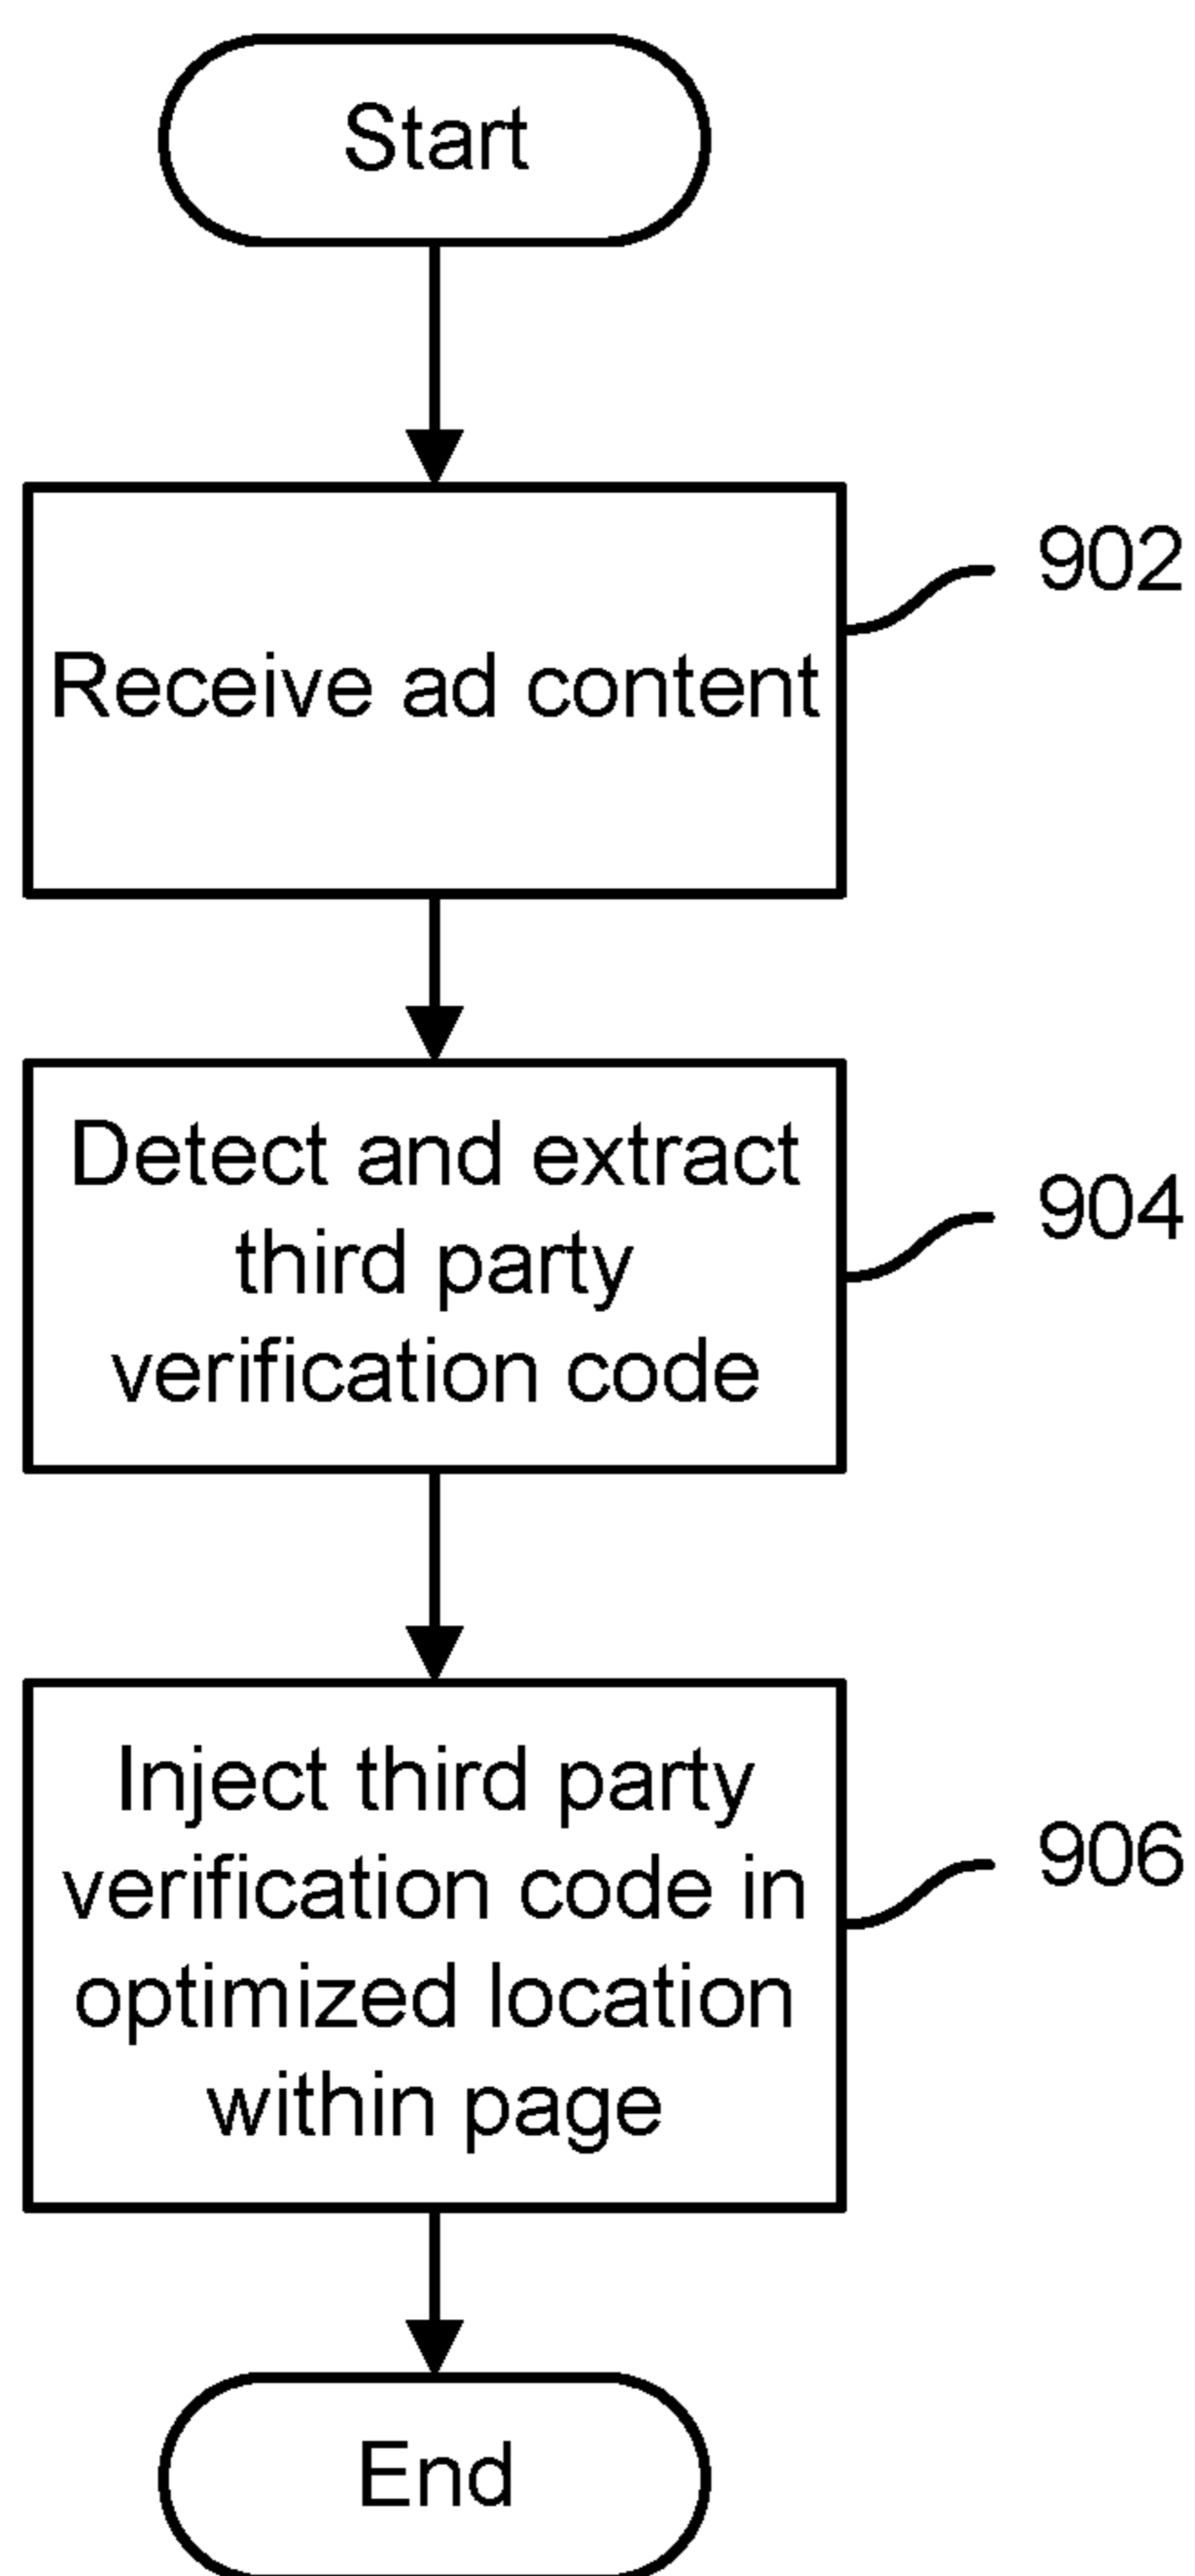 Start
902
Receive ad content
Detect and extract
third party
verification code
904
Inject third party
verification code in
optimized location
within page
906
End